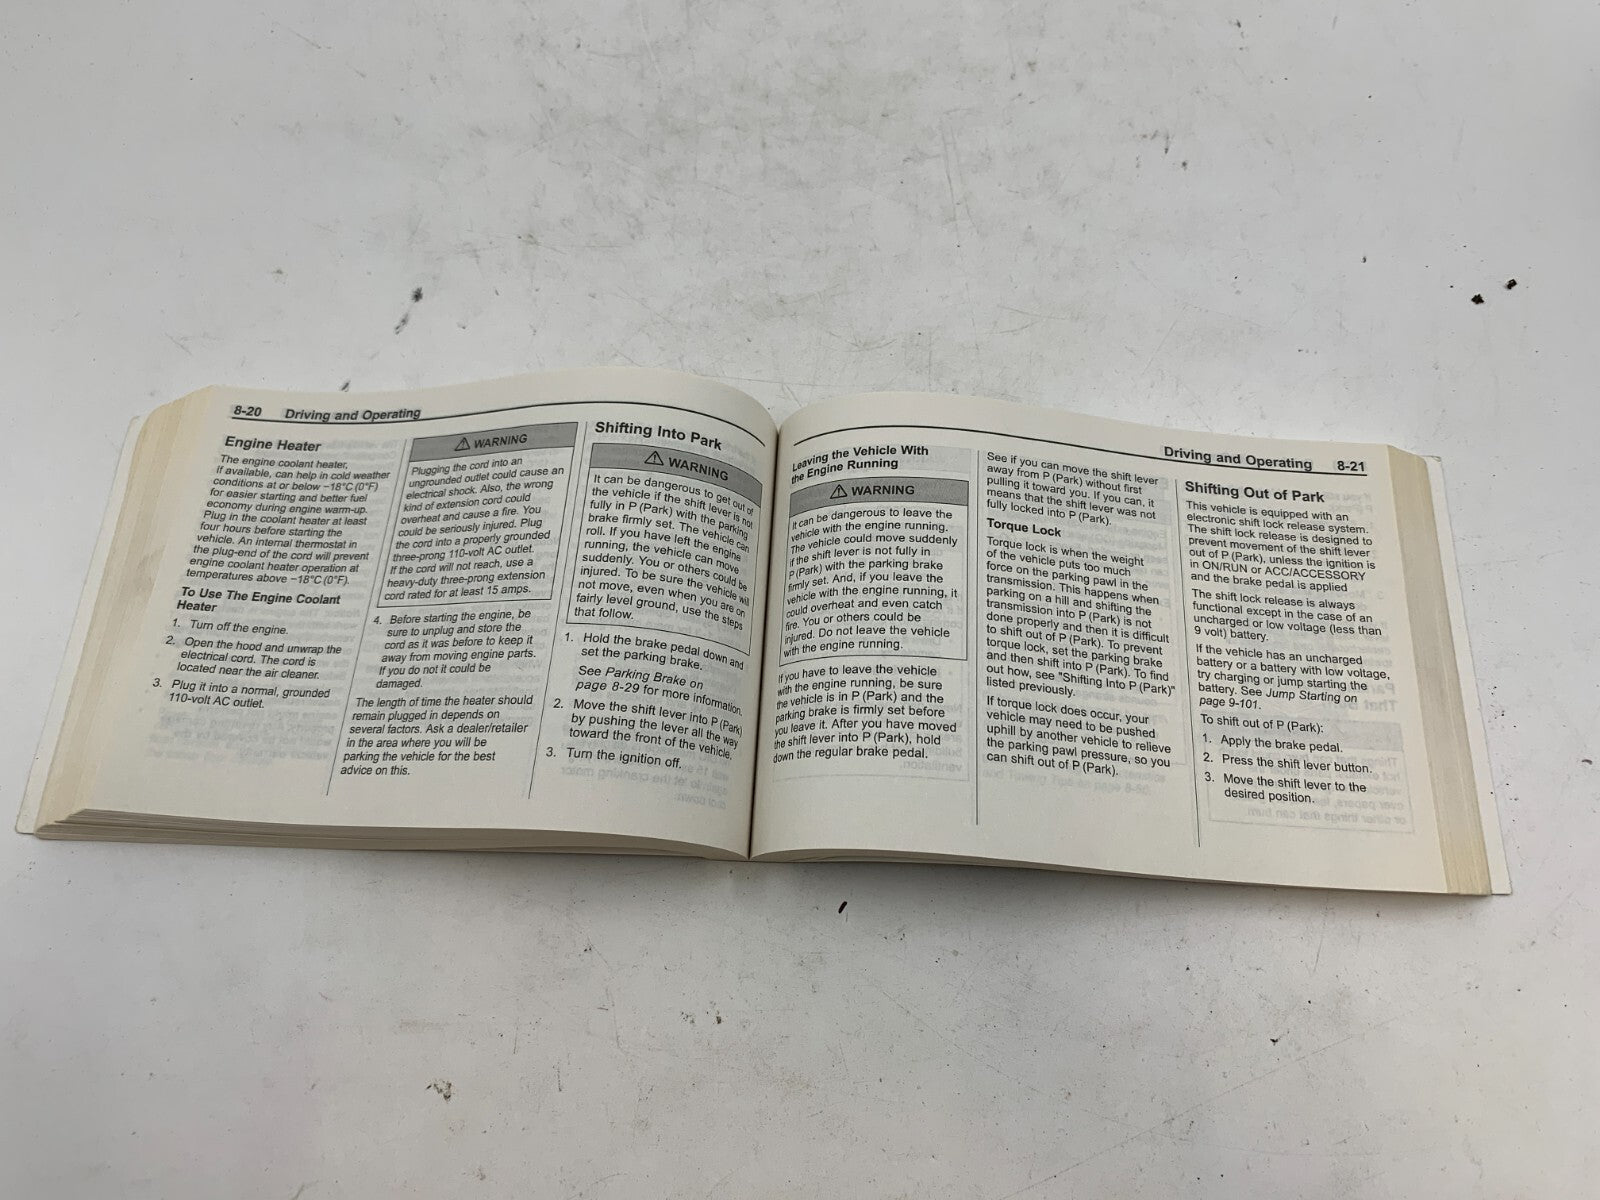 8-20 Driving and Operating
Engine Heater
The engine coolant heater,
if available, can help in cold weather
conditions at or below −18°C (0°F)
for easier starting and better fuel
economy during engine warm-up.
Plug in the coolant heater at least
four hours before starting the
vehicle. An internal thermostat in
the plug-end of the cord will prevent
engine coolant heater operation at
temperatures above −18°C (0°F).
To Use The Engine Coolant
Heater
1. Turn off the engine.
2. Open the hood and unwrap the
electrical cord. The cord is
located near the air cleaner.
3. Plug it into a normal, grounded
110-volt AC outlet.
⚠ WARNING
Plugging the cord into an
ungrounded outlet could cause an
electrical shock. Also, the wrong
kind of extension cord could
overheat and cause a fire. You
could be seriously injured. Plug
the cord into a properly grounded
three-prong 110-volt AC outlet.
If the cord will not reach, use a
heavy-duty three-prong extension
cord rated for at least 15 amps.
4. Before starting the engine, be
sure to unplug and store the
cord as it was before to keep it
away from moving engine parts.
If you do not it could be
damaged.
The length of time the heater should
remain plugged in depends on
several factors. Ask a dealer/retailer
in the area where you will be
parking the vehicle for the best
advice on this.
Shifting Into Park
⚠ WARNING
It can be dangerous to get out of
the vehicle if the shift lever is not
fully in P (Park) with the parking
brake firmly set. The vehicle can
roll. If you have left the engine
running, the vehicle can move
suddenly. You or others could be
injured. To be sure the vehicle will
not move, even when you are on
fairly level ground, use the steps
that follow.
1. Hold the brake pedal down and
set the parking brake.
See Parking Brake on
page 8-29 for more information.
2. Move the shift lever into P (Park)
by pushing the lever all the way
toward the front of the vehicle.
3. Turn the ignition off.
Driving and Operating 8-21
Leaving the Vehicle With
the Engine Running
⚠ WARNING
It can be dangerous to leave the
vehicle with the engine running.
The vehicle could move suddenly
if the shift lever is not fully in
P (Park) with the parking brake
firmly set. And, if you leave the
vehicle with the engine running, it
could overheat and even catch
fire. You or others could be
injured. Do not leave the vehicle
with the engine running.
If you have to leave the vehicle
with the engine running, be sure
the vehicle is in P (Park) and the
parking brake is firmly set before
you leave it. After you have moved
the shift lever into P (Park), hold
down the regular brake pedal.
See if you can move the shift lever
away from P (Park) without first
pulling it toward you. If you can, it
means that the shift lever was not
fully locked into P (Park).
Torque Lock
Torque lock is when the weight
of the vehicle puts too much
force on the parking pawl in the
transmission. This happens when
parking on a hill and shifting the
transmission into P (Park) is not
done properly and then it is difficult
to shift out of P (Park). To prevent
torque lock, set the parking brake
and then shift into P (Park). To find
out how, see "Shifting Into P (Park)"
listed previously.
If torque lock does occur, your
vehicle may need to be pushed
uphill by another vehicle to relieve
the parking pawl pressure, so you
can shift out of P (Park).
Shifting Out of Park
This vehicle is equipped with an
electronic shift lock release system.
The shift lock release is designed to
prevent movement of the shift lever
out of P (Park), unless the ignition is
in ON/RUN or ACC/ACCESSORY
and the brake pedal is applied
The shift lock release is always
functional except in the case of an
uncharged or low voltage (less than
9 volt) battery.
If the vehicle has an uncharged
battery or a battery with low voltage,
try charging or jump starting the
battery. See Jump Starting on
page 9-101.
To shift out of P (Park):
1. Apply the brake pedal.
2. Press the shift lever button.
3. Move the shift lever to the
desired position.